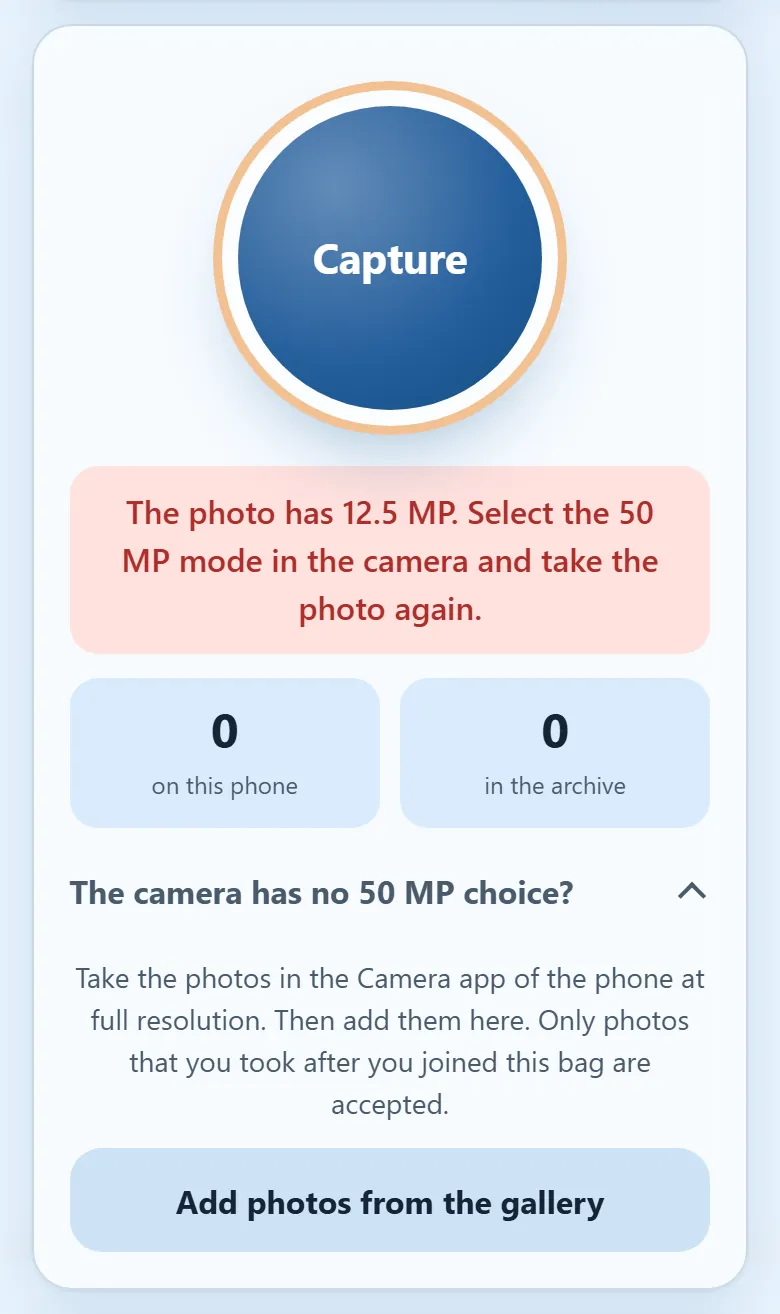 Capture
The photo has 12.5 MP. Select the 50
MP mode in the camera and take the
photo again.
0
on this phone
0
in the archive
The camera has no 50 MP choice?
Take the photos in the Camera app of the phone at
full resolution. Then add them here. Only photos
that you took after you joined this bag are
accepted.
Add photos from the gallery